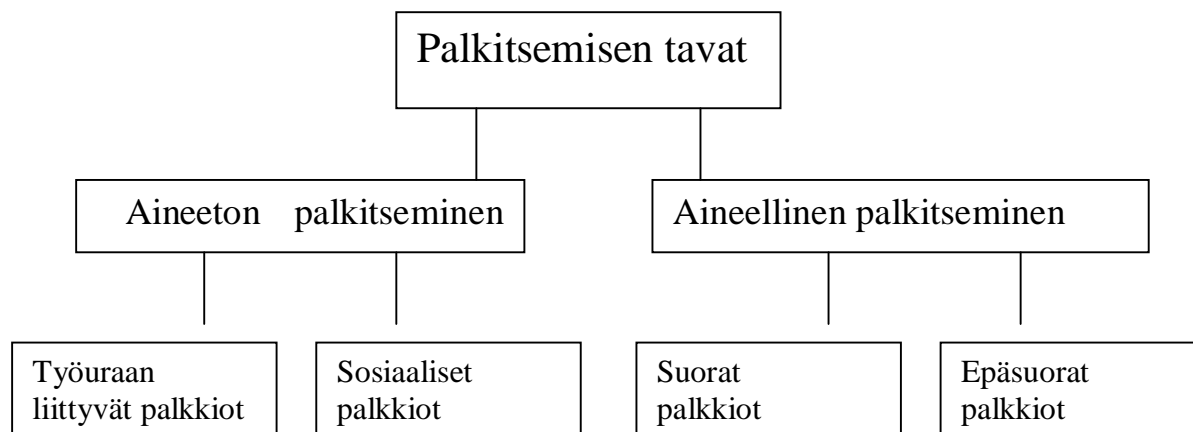 Palkitsemisen tavat
Aineeton palkitseminen
Aineellinen palkitseminen
Työuraan
liittyvät palkkiot
Sosiaaliset
palkkiot
Suorat
palkkiot
Epäsuorat
palkkiot